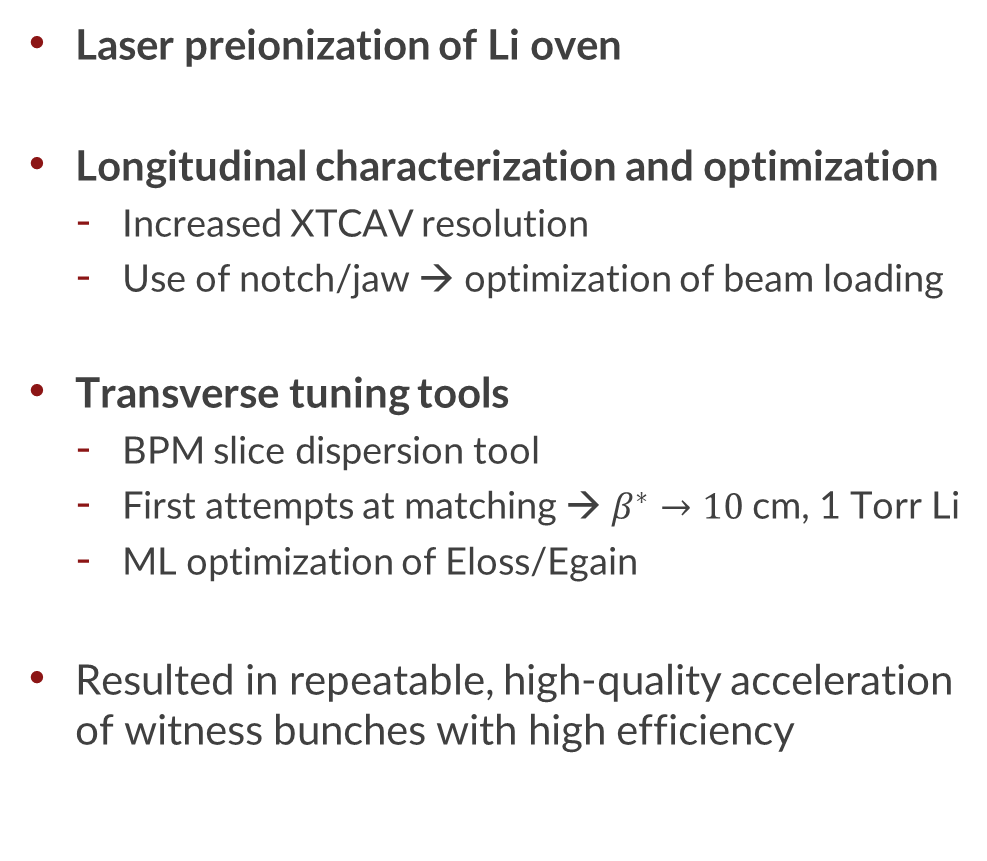 • Laser preionization of Li oven
• Longitudinal characterization and optimization
- Increased XTCAV resolution
- Use of notch/jaw → optimization of beam loading
• Transverse tuning tools
- BPM slice dispersion tool
- First attempts at matching → β* → 10 cm, 1 Torr Li
- ML optimization of Eloss/Egain
• Resulted in repeatable, high-quality acceleration
of witness bunches with high efficiency